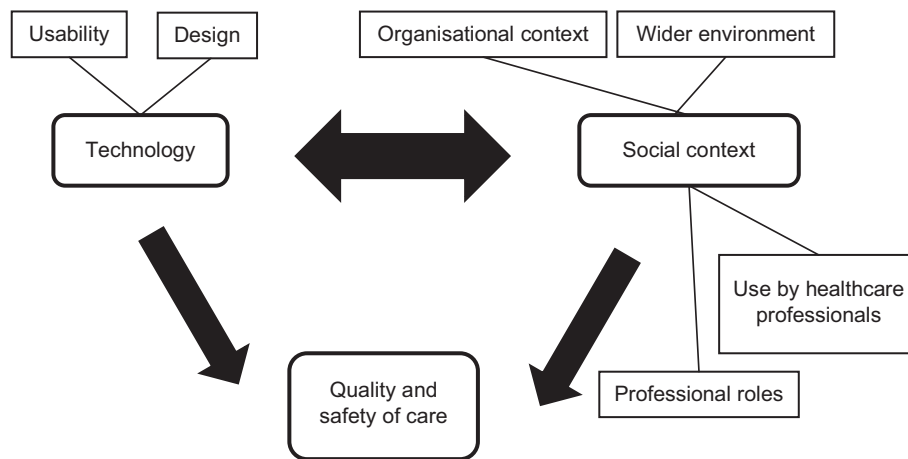 Usability
Design
Organisational context
Wider environment
Technology
Social context
Use by healthcare
professionals
Quality and
safety of care
Professional roles